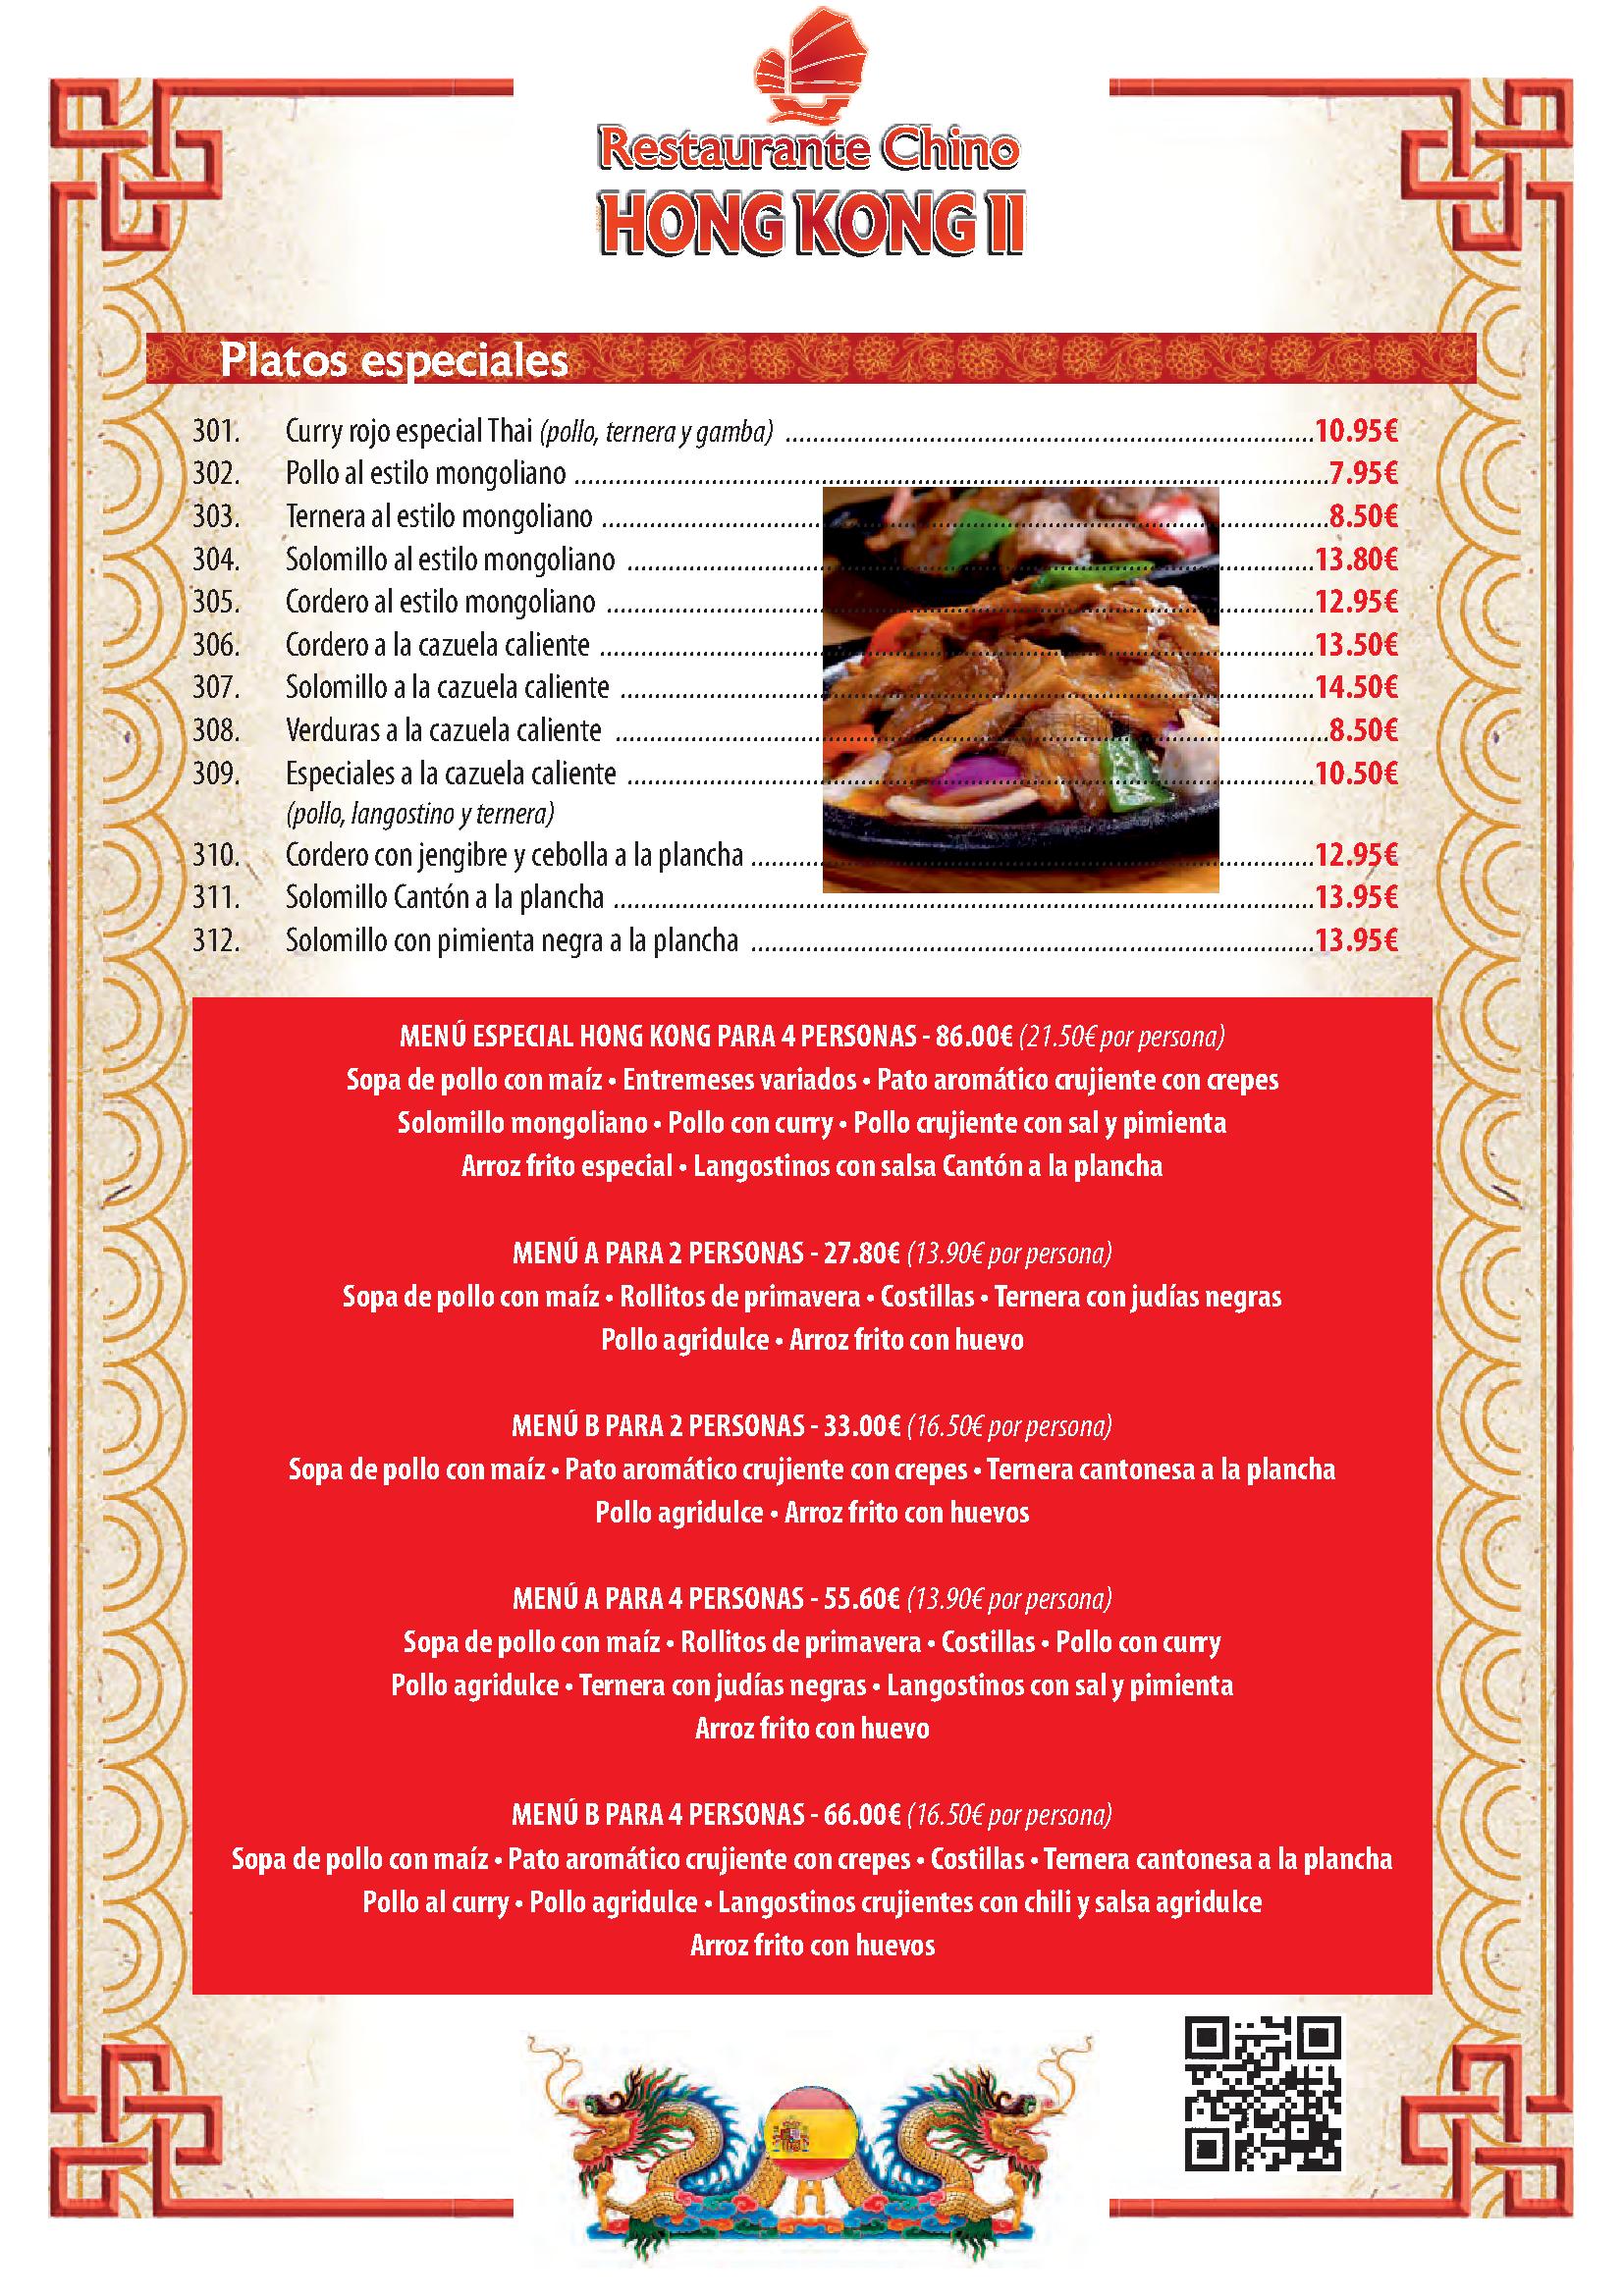 Restaurante Chino
HONG KONG II
Platos especiales
301. Curry rojo especial Thai (pollo, ternera y gamba) 10.95€
302. Pollo al estilo mongoliano 7.95€
303. Ternera al estilo mongoliano 8.50€
304. Solomillo al estilo mongoliano 13.80€
305. Cordero al estilo mongoliano 12.95€
306. Cordero a la cazuela caliente 13.50€
307. Solomillo a la cazuela caliente 14.50€
308. Verduras a la cazuela caliente 8.50€
309. Especiales a la cazuela caliente 10.50€
(pollo, langostino y ternera)
310. Cordero con jengibre y cebolla a la plancha 12.95€
311. Solomillo Cantón a la plancha 13.95€
312. Solomillo con pimienta negra a la plancha 13.95€
MENÚ ESPECIAL HONG KONG PARA 4 PERSONAS - 86.00€ (21.50€ por persona)
Sopa de pollo con maíz • Entremeses variados • Pato aromático crujiente con crepes
Solomillo mongoliano • Pollo con curry • Pollo crujiente con sal y pimienta
Arroz frito especial • Langostinos con salsa Cantón a la plancha
MENÚ A PARA 2 PERSONAS - 27.80€ (13.90€ por persona)
Sopa de pollo con maíz • Rollitos de primavera • Costillas • Ternera con judías negras
Pollo agridulce • Arroz frito con huevo
MENÚ B PARA 2 PERSONAS - 33.00€ (16.50€ por persona)
Sopa de pollo con maíz • Pato aromático crujiente con crepes • Ternera cantonesa a la plancha
Pollo agridulce • Arroz frito con huevos
MENÚ A PARA 4 PERSONAS - 55.60€ (13.90€ por persona)
Sopa de pollo con maíz • Rollitos de primavera • Costillas • Pollo con curry
Pollo agridulce • Ternera con judías negras • Langostinos con sal y pimienta
Arroz frito con huevo
MENÚ B PARA 4 PERSONAS - 66.00€ (16.50€ por persona)
Sopa de pollo con maíz • Pato aromático crujiente con crepes • Costillas • Ternera cantonesa a la plancha
Pollo al curry • Pollo agridulce • Langostinos crujientes con chili y salsa agridulce
Arroz frito con huevos